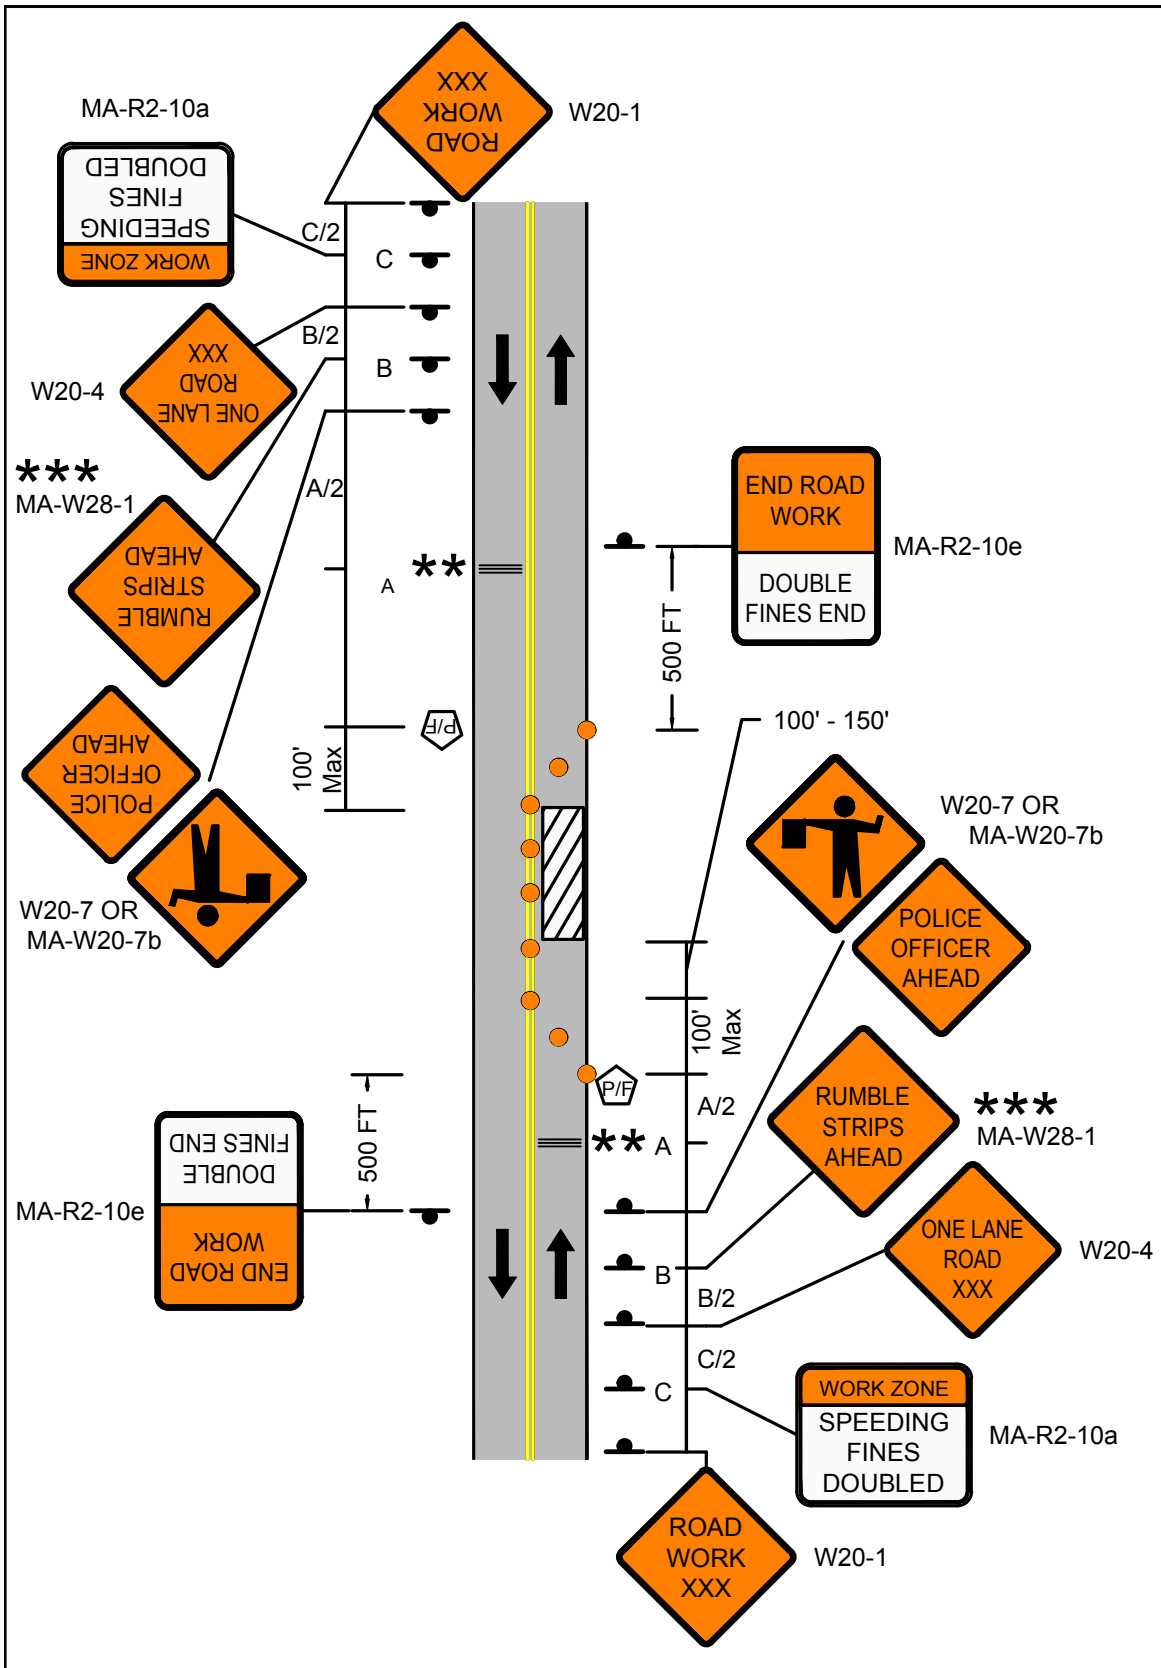 XXX
WORK
ROAD
W20-1
MA-R2-10a
DOUBLED
FINES
SPEEDING
WORK ZONE
C/2
C
B/2
B
XXX
ROAD
ONE LANE
W20-4
***
MA-W28-1
AHEAD
STRIPS
RUMBLE
A/2
A
**
AHEAD
OFFICER
POLICE
W20-7 OR
MA-W20-7b
100'
Max
P/F
END ROAD
WORK
DOUBLE
FINES END
MA-R2-10e
500 FT
100' - 150'
W20-7 OR
MA-W20-7b
POLICE
OFFICER
AHEAD
100'
Max
P/F
A/2
A
**
RUMBLE
STRIPS
AHEAD
***
MA-W28-1
500 FT
FINES END
DOUBLE
WORK
END ROAD
MA-R2-10e
B
B/2
ONE LANE
ROAD
XXX
W20-4
C/2
C
WORK ZONE
SPEEDING
FINES
DOUBLED
MA-R2-10a
ROAD
WORK
XXX
W20-1